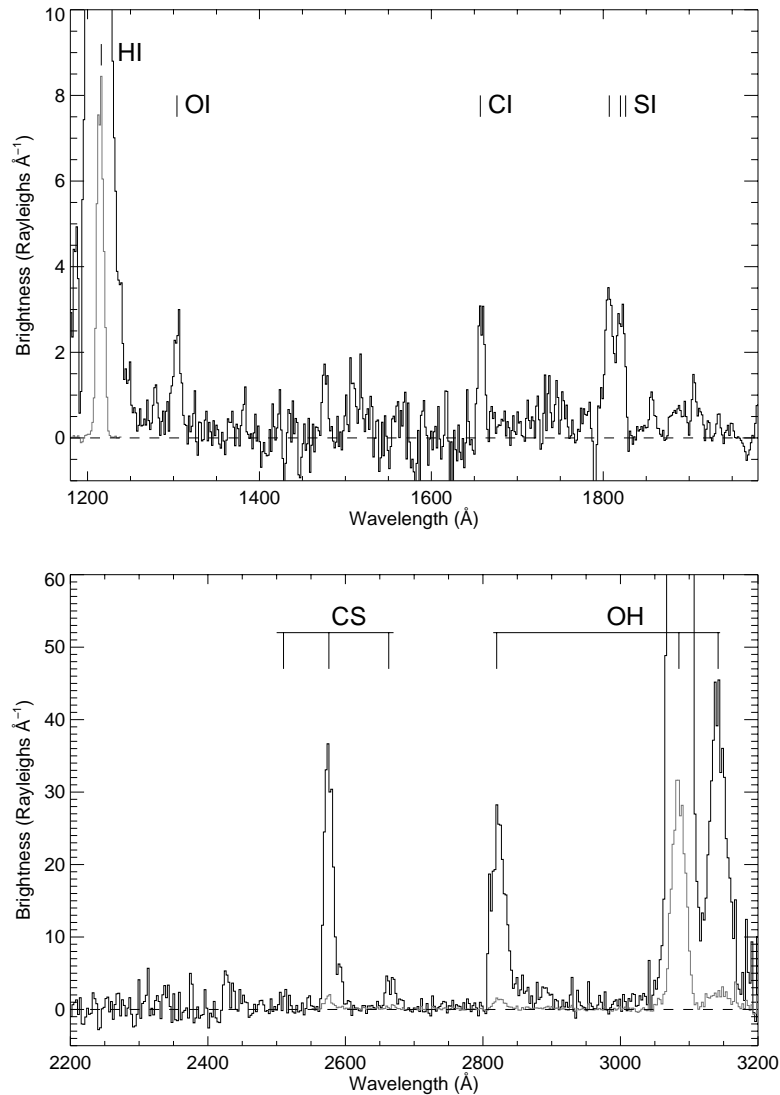 10
8
6
4
2
0
Brightness (Rayleighs Å⁻¹)
HI
OI
CI
SI
1200
1400
1600
1800
Wavelength (Å)
60
50
40
30
20
10
0
Brightness (Rayleighs Å⁻¹)
CS
OH
2200
2400
2600
2800
3000
3200
Wavelength (Å)